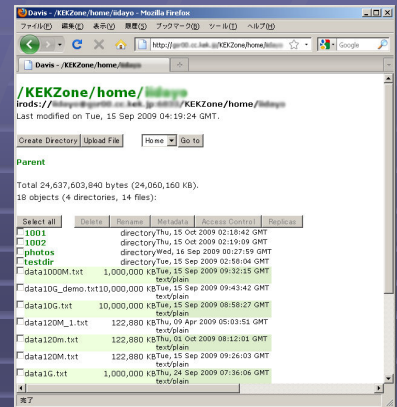 Davis - /KEKZone/home/ - Mozilla Firefox
ファイル(F) 編集(E) 表示(V) 履歴(S) ブックマーク(B) ツール(T) ヘルプ(H)
http:// /KEKZone/home/ Google
Davis - /KEKZone/home/
/KEKZone/home/
irods:// /KEKZone/home/
Last modified on Tue, 15 Sep 2009 04:19:24 GMT.
Create Directory Upload File Home Go to
Parent
Total 24,637,603,840 bytes (24,060,160 KB).
18 objects (4 directories, 14 files):
Select all Delete Rename Metadata Access Control Replicas
1001 directory Thu, 15 Oct 2009 02:18:42 GMT
1002 directory Thu, 15 Oct 2009 02:19:09 GMT
photos directory Wed, 16 Sep 2009 00:27:59 GMT
testdir directory Tue, 15 Sep 2009 02:58:04 GMT
data1000M.txt 1,000,000 KB Tue, 15 Sep 2009 09:32:15 GMT
text/plain
data10G_demo.txt 10,000,000 KB Tue, 15 Sep 2009 09:43:42 GMT
text/plain
data10G.txt 10,000,000 KB Tue, 15 Sep 2009 08:58:27 GMT
text/plain
data120M_1.txt 122,880 KB Thu, 09 Apr 2009 05:03:51 GMT
text/plain
data120m.txt 122,880 KB Thu, 01 Oct 2009 08:12:01 GMT
text/plain
data120M.txt 122,880 KB Tue, 15 Sep 2009 09:26:03 GMT
text/plain
data1G.txt 1,000,000 KB Thu, 24 Sep 2009 07:36:06 GMT
text/plain
完了